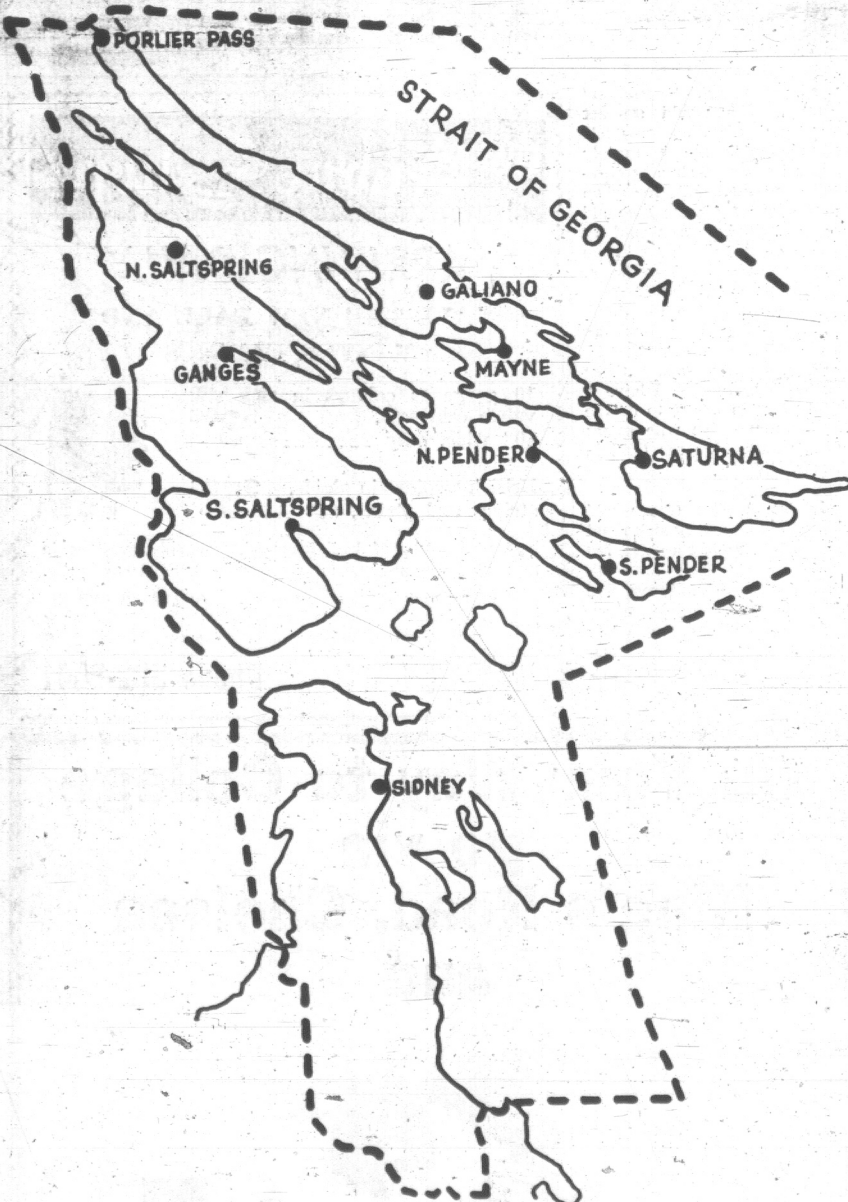 PORLIER PASS
STRAIT OF GEORGIA
N. SALTSPRING
GALIANO
GANGES
MAYNE
N. PENDER
SATURNA
S. SALTSPRING
S. PENDER
SIDNEY